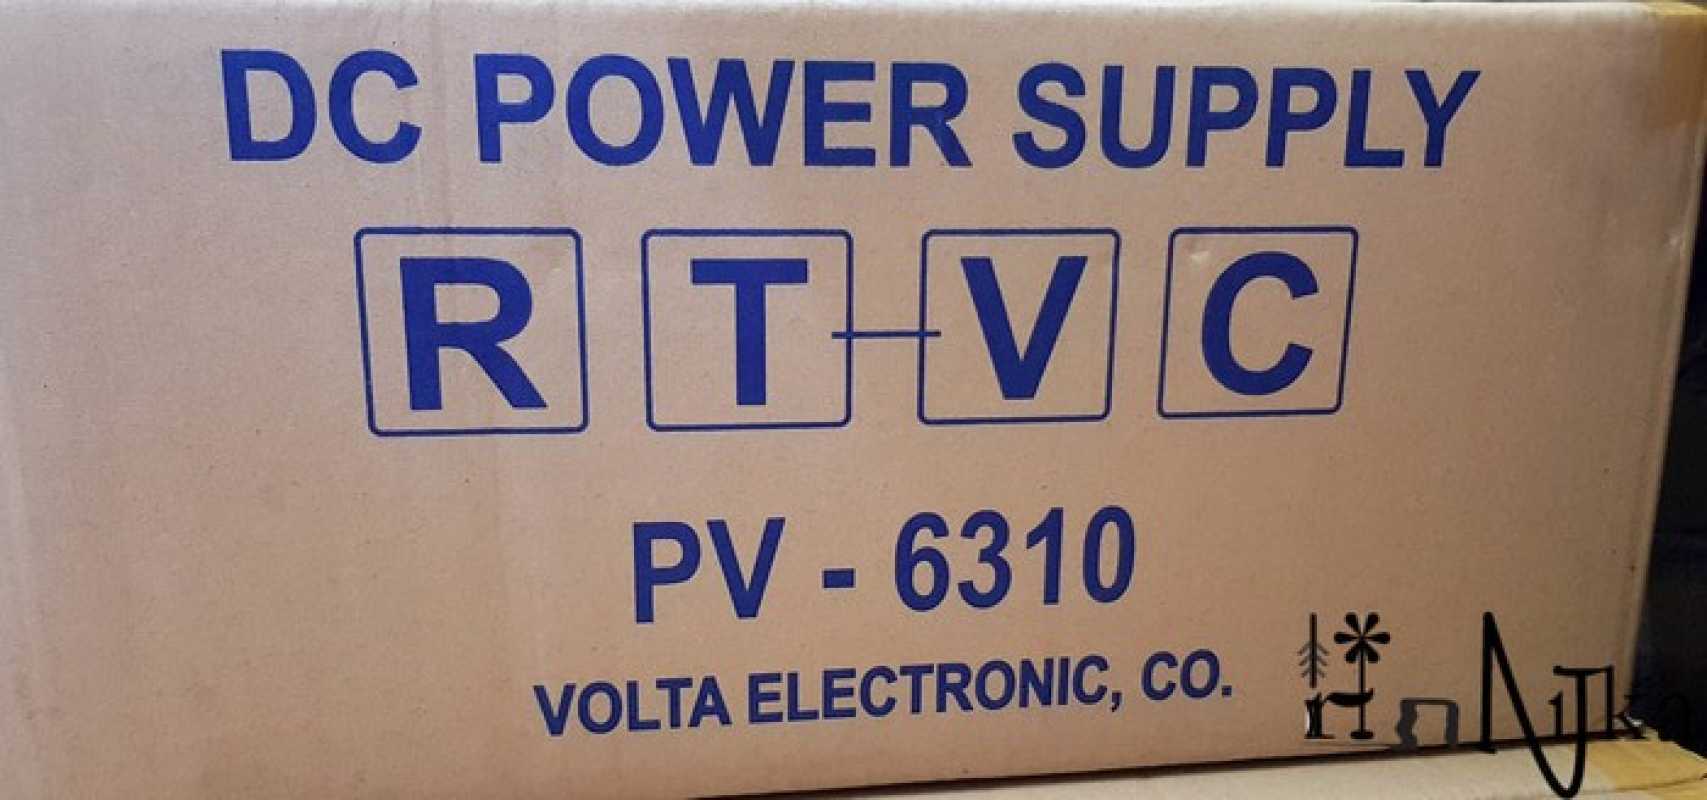 DC POWER SUPPLY
R T-V C
PV - 6310
VOLTA ELECTRONIC, CO.